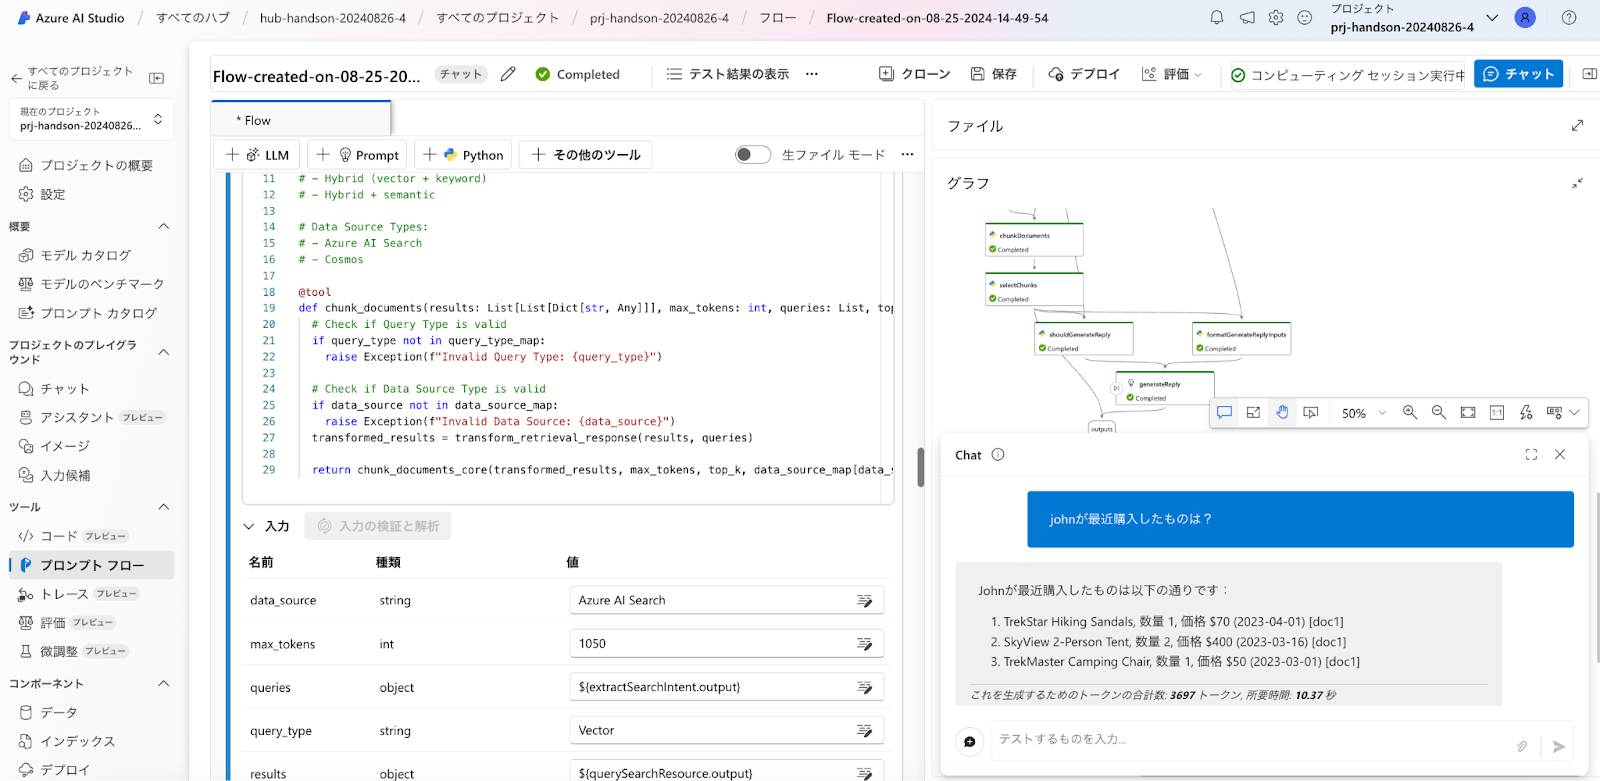 Azure AI Studio / すべてのハブ / hub-handson-20240826-4 / すべてのプロジェクト / prj-handson-20240826-4 / フロー / Flow-created-on-08-25-2024-14-49-54
プロジェクト
prj-handson-20240826-4
すべてのプロジェクト
に戻る
現在のプロジェクト
prj-handson-20240826...
プロジェクトの概要
設定
概要
モデル カタログ
モデルのベンチマーク
プロンプト カタログ
プロジェクトのプレイグラ
ウンド
チャット
アシスタント プレビュー
イメージ
入力候補
ツール
コード プレビュー
プロンプト フロー
トレース プレビュー
評価 プレビュー
微調整 プレビュー
コンポーネント
データ
インデックス
デプロイ
Flow-created-on-08-25-20... チャット Completed テスト結果の表示 ... クローン 保存 デプロイ 評価 コンピューティング セッション実行中 チャット
* Flow
+ LLM + Prompt + Python + その他のツール 生ファイル モード ...
11 # - Hybrid (vector + keyword)
12 # - Hybrid + semantic
13
14 # Data Source Types:
15 # - Azure AI Search
16 # - Cosmos
17
18 @tool
19 def chunk_documents(results: List[List[Dict[str, Any]]], max_tokens: int, queries: List, top
20 # Check if Query Type is valid
21 if query_type not in query_type_map:
22 raise Exception(f"Invalid Query Type: {query_type}")
23
24 # Check if Data Source Type is valid
25 if data_source not in data_source_map:
26 raise Exception(f"Invalid Data Source: {data_source}")
27 transformed_results = transform_retrieval_response(results, queries)
28
29 return chunk_documents_core(transformed_results, max_tokens, top_k, data_source_map[data_s
入力 入力の検証と解析
名前 種類 値
data_source string Azure AI Search
max_tokens int 1050
queries object ${extractSearchIntent.output}
query_type string Vector
results object ${querySearchResource.output}
ファイル
グラフ
chunkDocuments
Completed
selectChunks
Completed
shouldGenerateReply
Completed
formatGenerateReplyInputs
Completed
generateReply
Completed
outputs
50% 1:1
Chat
johnが最近購入したものは？
Johnが最近購入したものは以下の通りです：
1. TrekStar Hiking Sandals, 数量 1, 価格 $70 (2023-04-01) [doc1]
2. SkyView 2-Person Tent, 数量 2, 価格 $400 (2023-03-16) [doc1]
3. TrekMaster Camping Chair, 数量 1, 価格 $50 (2023-03-01) [doc1]
これを生成するためのトークンの合計数: 3697 トークン, 所要時間: 10.37 秒
テストするものを入力...